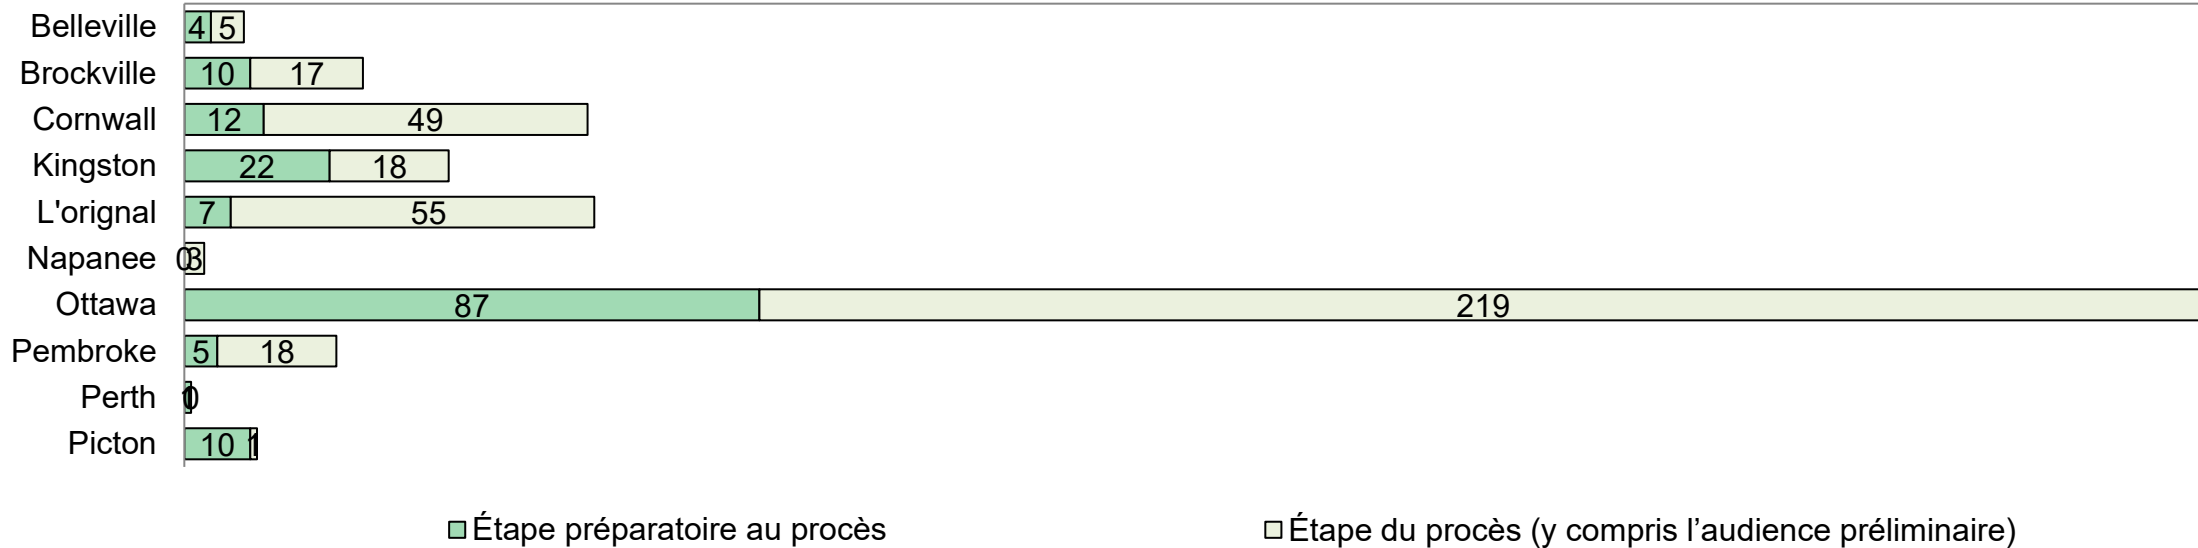 Belleville 4 5
Brockville 10 17
Cornwall 12 49
Kingston 22 18
L'orignal 7 55
Napanee 0 3
Ottawa 87 219
Pembroke 5 18
Perth 1 0
Picton 10 1
Étape préparatoire au procès Étape du procès (y compris l’audience préliminaire)